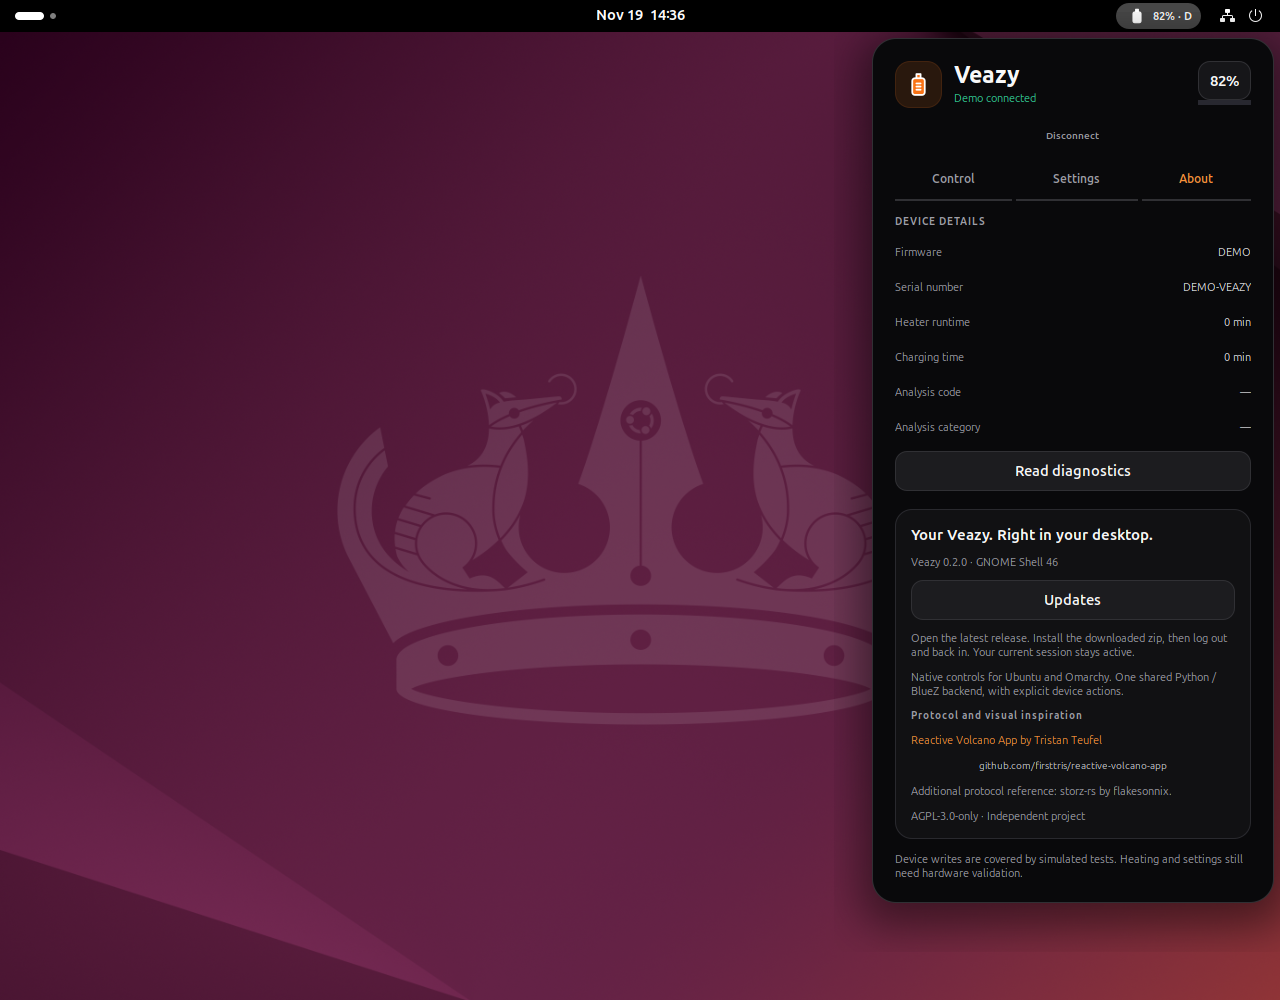 Nov 19 14:36
82% · D
Veazy
Demo connected
82%
Disconnect
Control Settings About
DEVICE DETAILS
Firmware DEMO
Serial number DEMO-VEAZY
Heater runtime 0 min
Charging time 0 min
Analysis code —
Analysis category —
Read diagnostics
Your Veazy. Right in your desktop.
Veazy 0.2.0 · GNOME Shell 46
Updates
Open the latest release. Install the downloaded zip, then log out
and back in. Your current session stays active.
Native controls for Ubuntu and Omarchy. One shared Python /
BlueZ backend, with explicit device actions.
Protocol and visual inspiration
Reactive Volcano App by Tristan Teufel
github.com/firsttris/reactive-volcano-app
Additional protocol reference: storz-rs by flakesonnix.
AGPL-3.0-only · Independent project
Device writes are covered by simulated tests. Heating and settings still
need hardware validation.